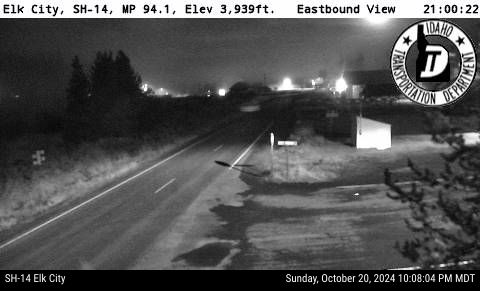 Elk City, SH-14, MP 94.1, Elev 3,939ft. Eastbound View 21:00:22
IDAHO
TRANSPORTATION DEPARTMENT
SH-14 Elk City Sunday, October 20, 2024 10:08:04 PM MDT